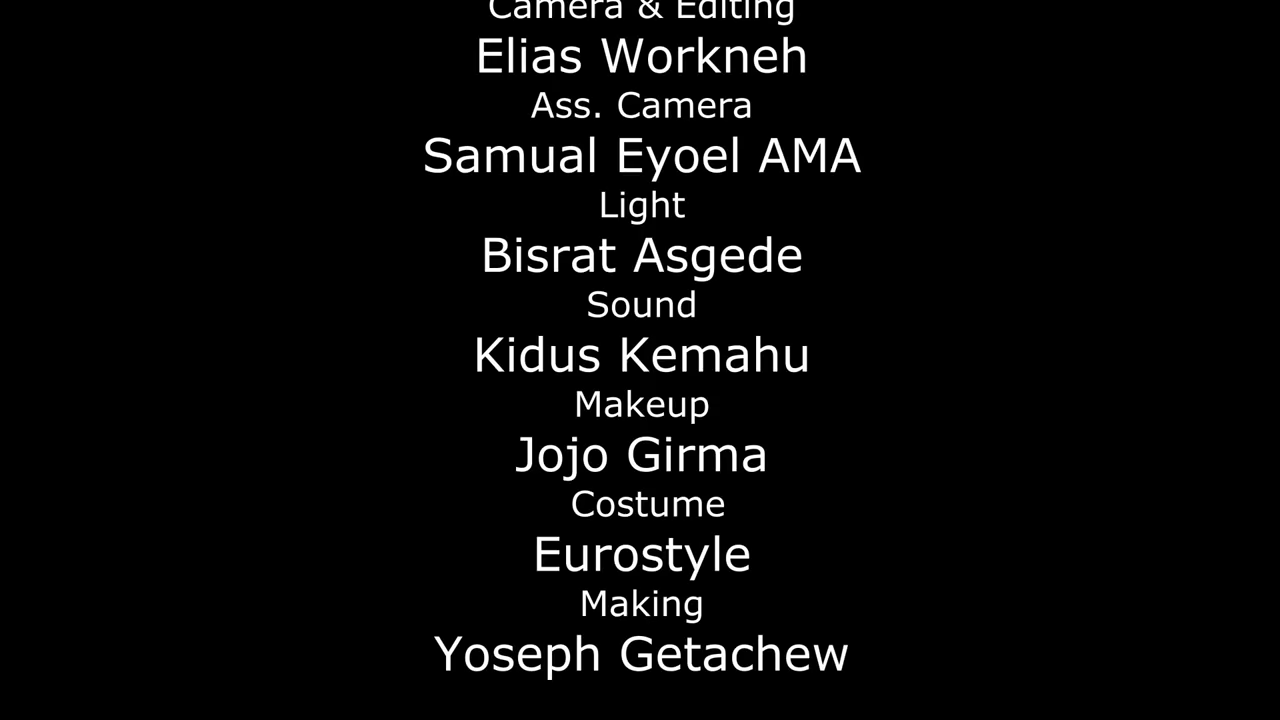 Camera & Editing
Elias Workneh
Ass. Camera
Samual Eyoel AMA
Light
Bisrat Asgede
Sound
Kidus Kemahu
Makeup
Jojo Girma
Costume
Eurostyle
Making
Yoseph Getachew